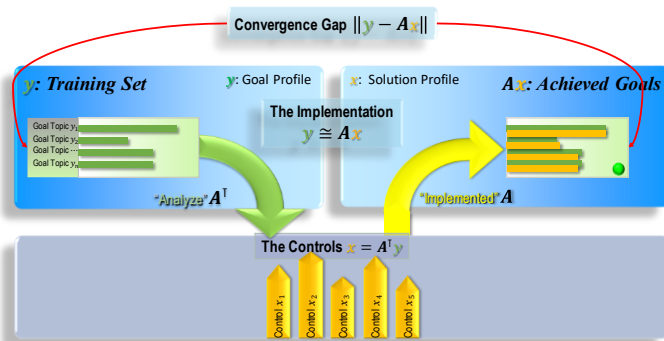 Convergence Gap ‖y − Ax‖
y: Training Set
y: Goal Profile
x: Solution Profile
Ax: Achieved Goals
The Implementation
y ≅ Ax
Goal Topic y₁
Goal Topic y₂
Goal Topic ...
Goal Topic yₙ
"Analyze" Aᵀ
"Implemented" A
The Controls x = Aᵀy
Control x₁
Control x₂
Control x₃
Control x₄
Control x₅